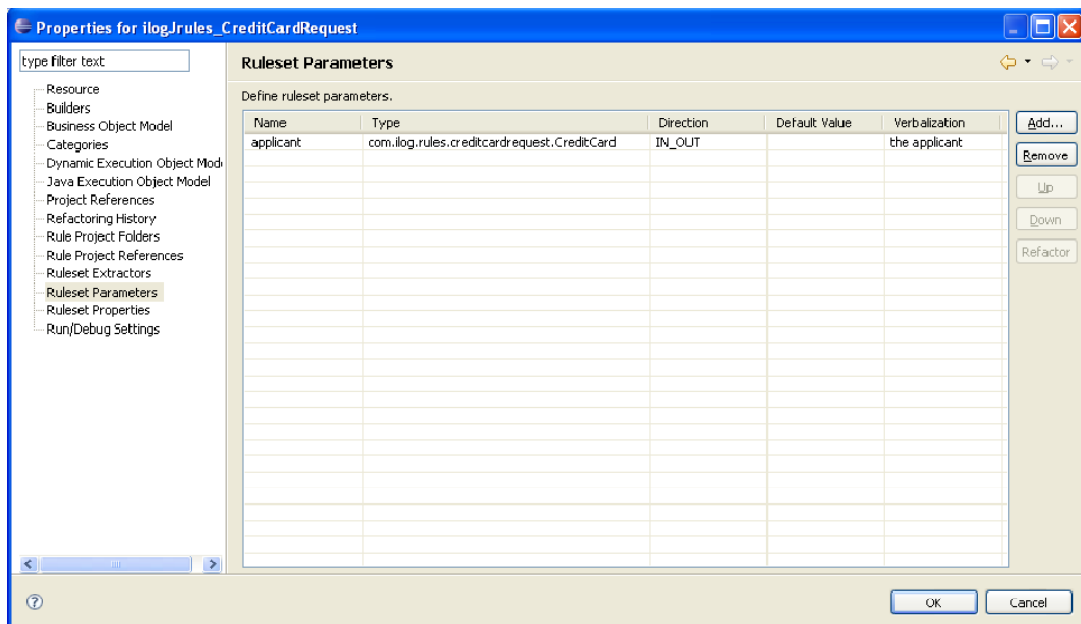 Properties for ilogJrules_CreditCardRequest
type filter text
Resource
Builders
Business Object Model
Categories
Dynamic Execution Object Mod
Java Execution Object Model
Project References
Refactoring History
Rule Project Folders
Rule Project References
Ruleset Extractors
Ruleset Parameters
Ruleset Properties
Run/Debug Settings
Ruleset Parameters
Define ruleset parameters.
Name Type Direction Default Value Verbalization
applicant com.ilog.rules.creditcardrequest.CreditCard IN_OUT the applicant
Add...
Remove
Up
Down
Refactor
?
OK Cancel